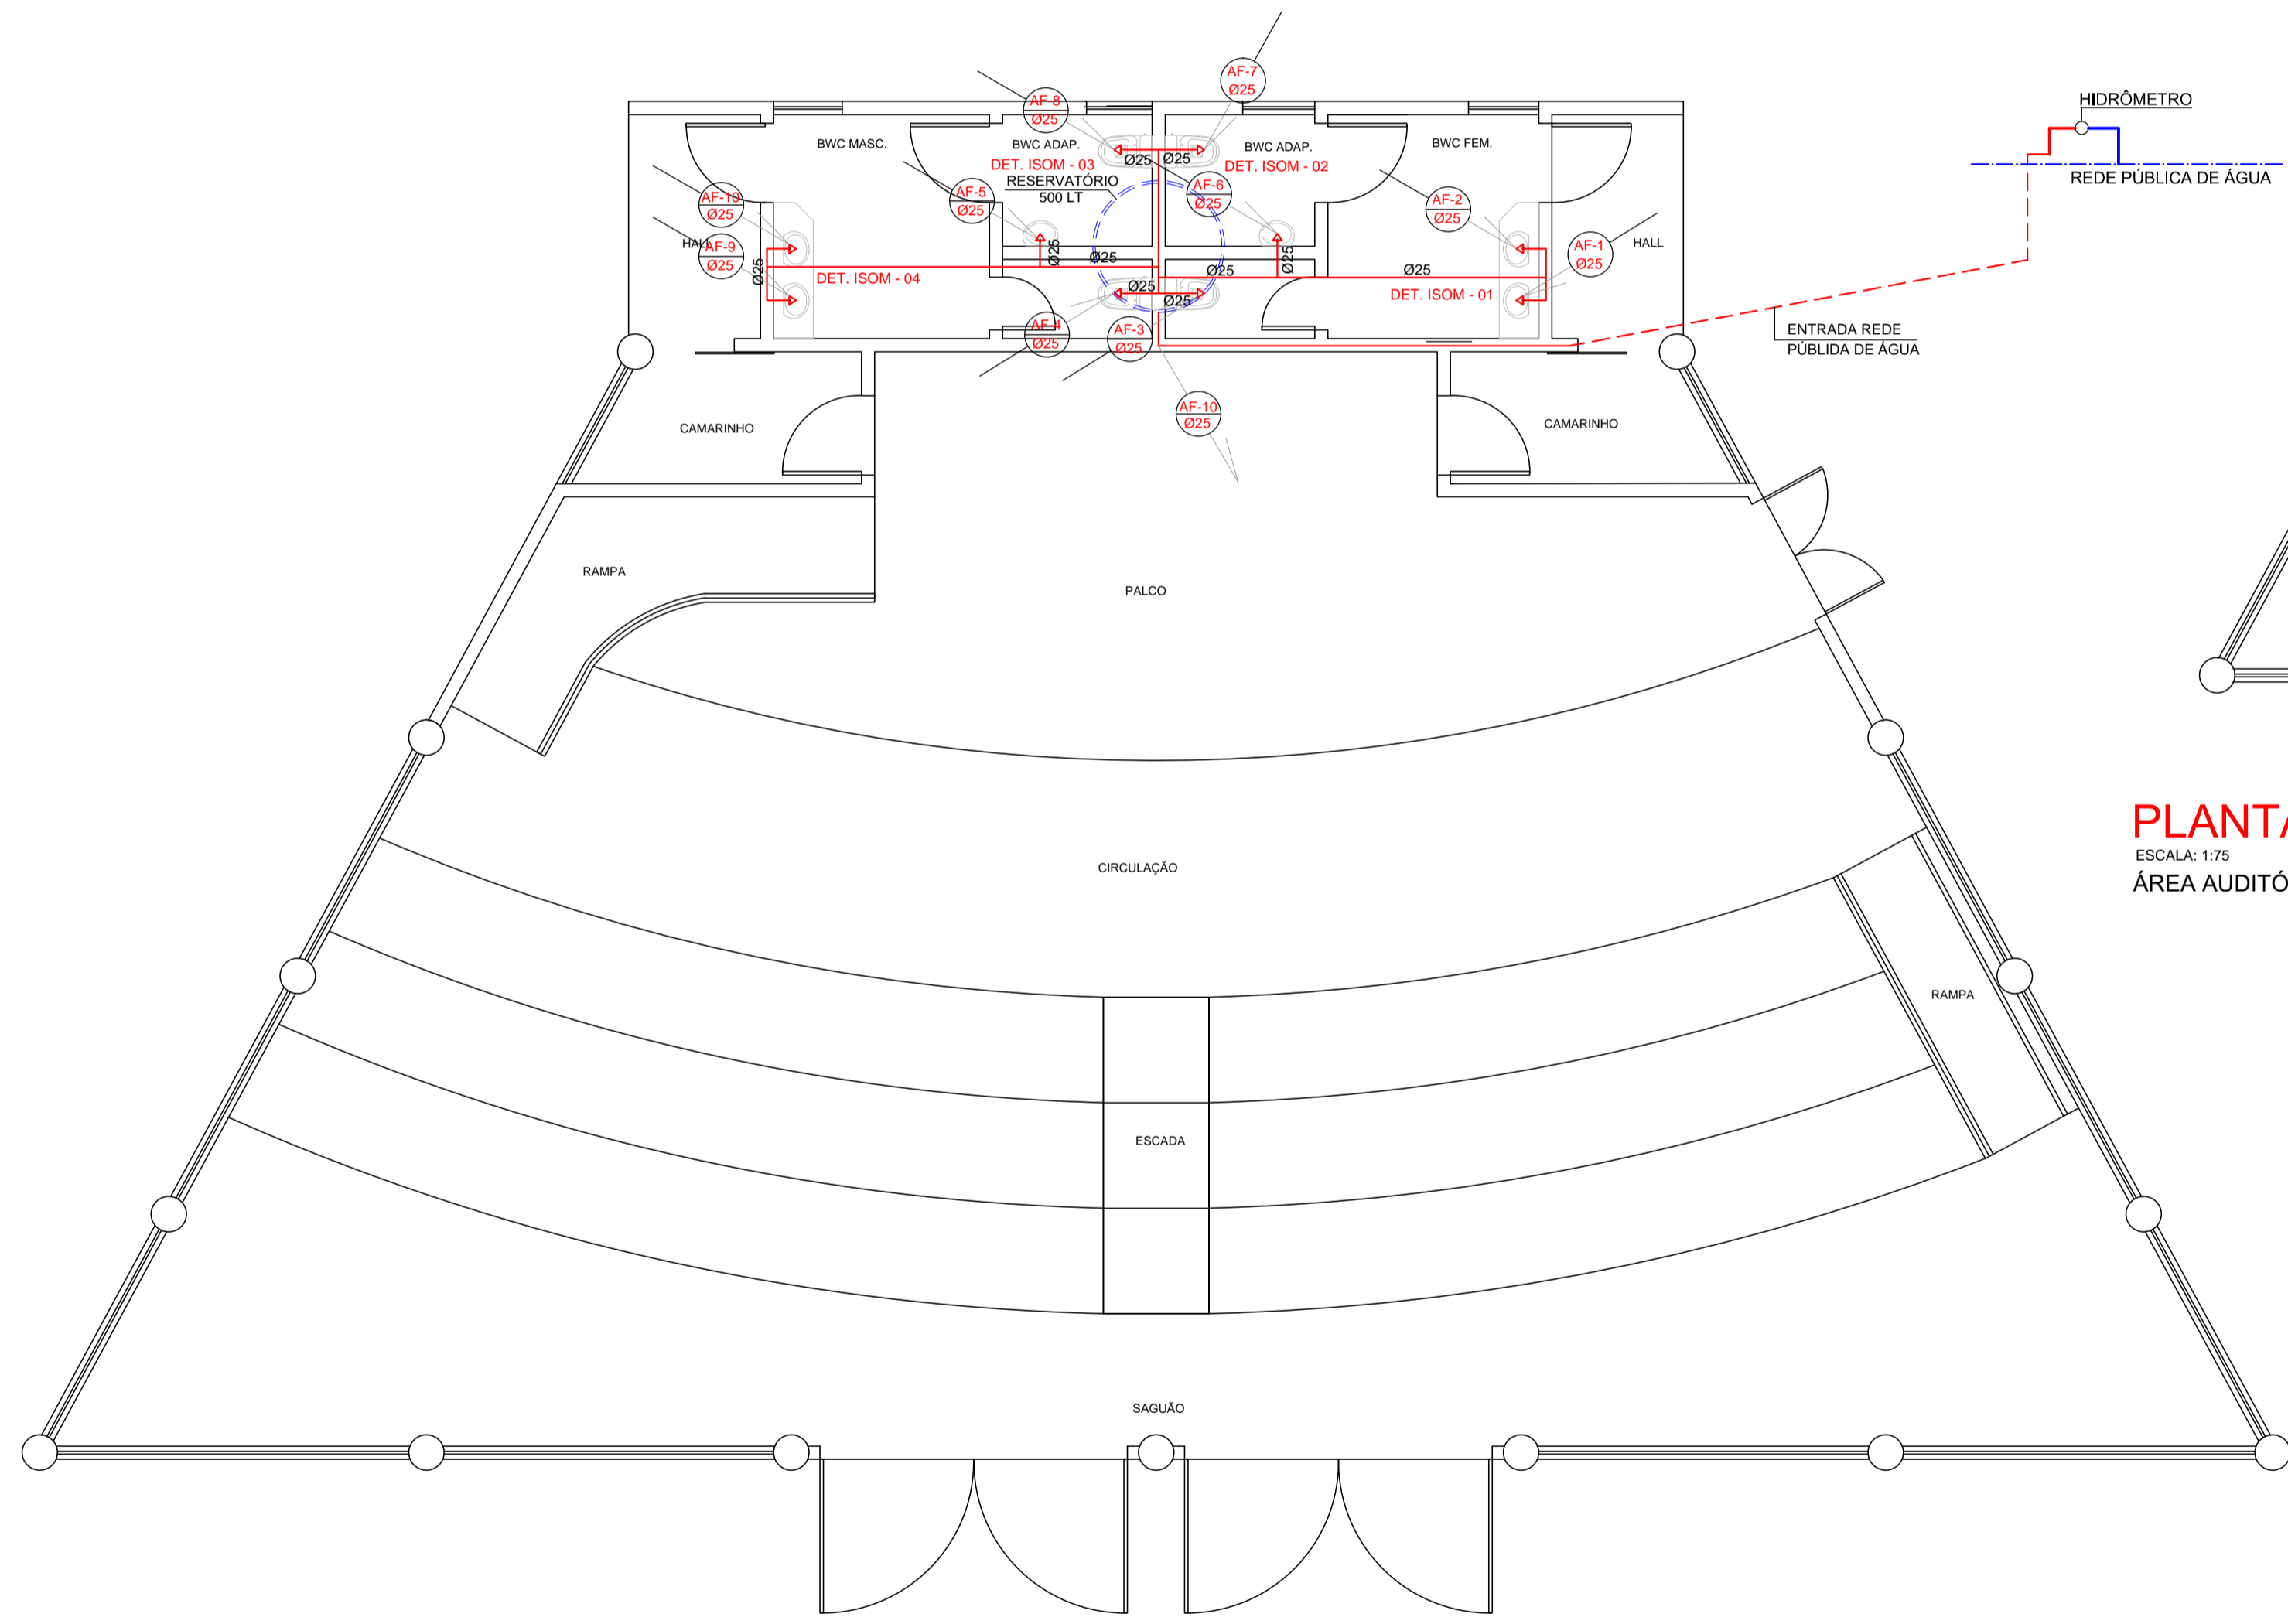 AF-7
Ø25
AF-8
Ø25
HIDRÔMETRO
REDE PÚBLICA DE ÁGUA
BWC MASC.
BWC ADAP.
DET. ISOM - 03
RESERVATÓRIO
500 LT
Ø25
Ø25
BWC ADAP.
DET. ISOM - 02
BWC FEM.
AF-10
Ø25
AF-5
Ø25
AF-6
Ø25
AF-2
Ø25
HALL
AF-9
Ø25
AF-1
Ø25
HALL
Ø25
Ø25
Ø25
Ø25
Ø25
Ø25
DET. ISOM - 04
Ø25
Ø25
DET. ISOM - 01
AF-4
Ø25
AF-3
Ø25
ENTRADA REDE
PÚBLIDA DE ÁGUA
AF-10
Ø25
CAMARINHO
CAMARINHO
RAMPA
PALCO
PLANTA
ESCALA: 1:75
ÁREA AUDITÓ
CIRCULAÇÃO
RAMPA
ESCADA
SAGUÃO